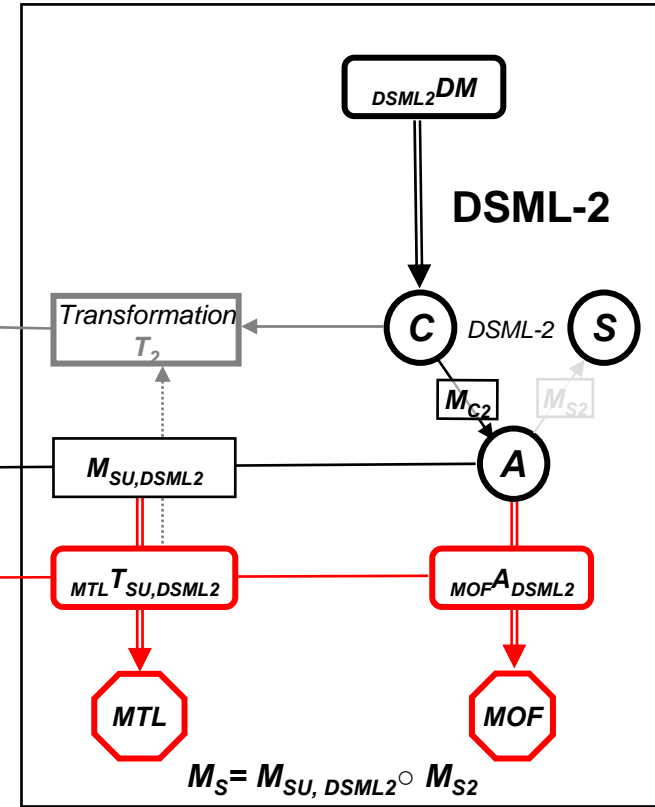 DSML2DM
DSML-2
Transformation
T2
C DSML-2 S
MC2 MS2
MSU,DSML2 A
MTLTSU,DSML2 MOFADSML2
MTL MOF
MS= MSU, DSML2○ MS2